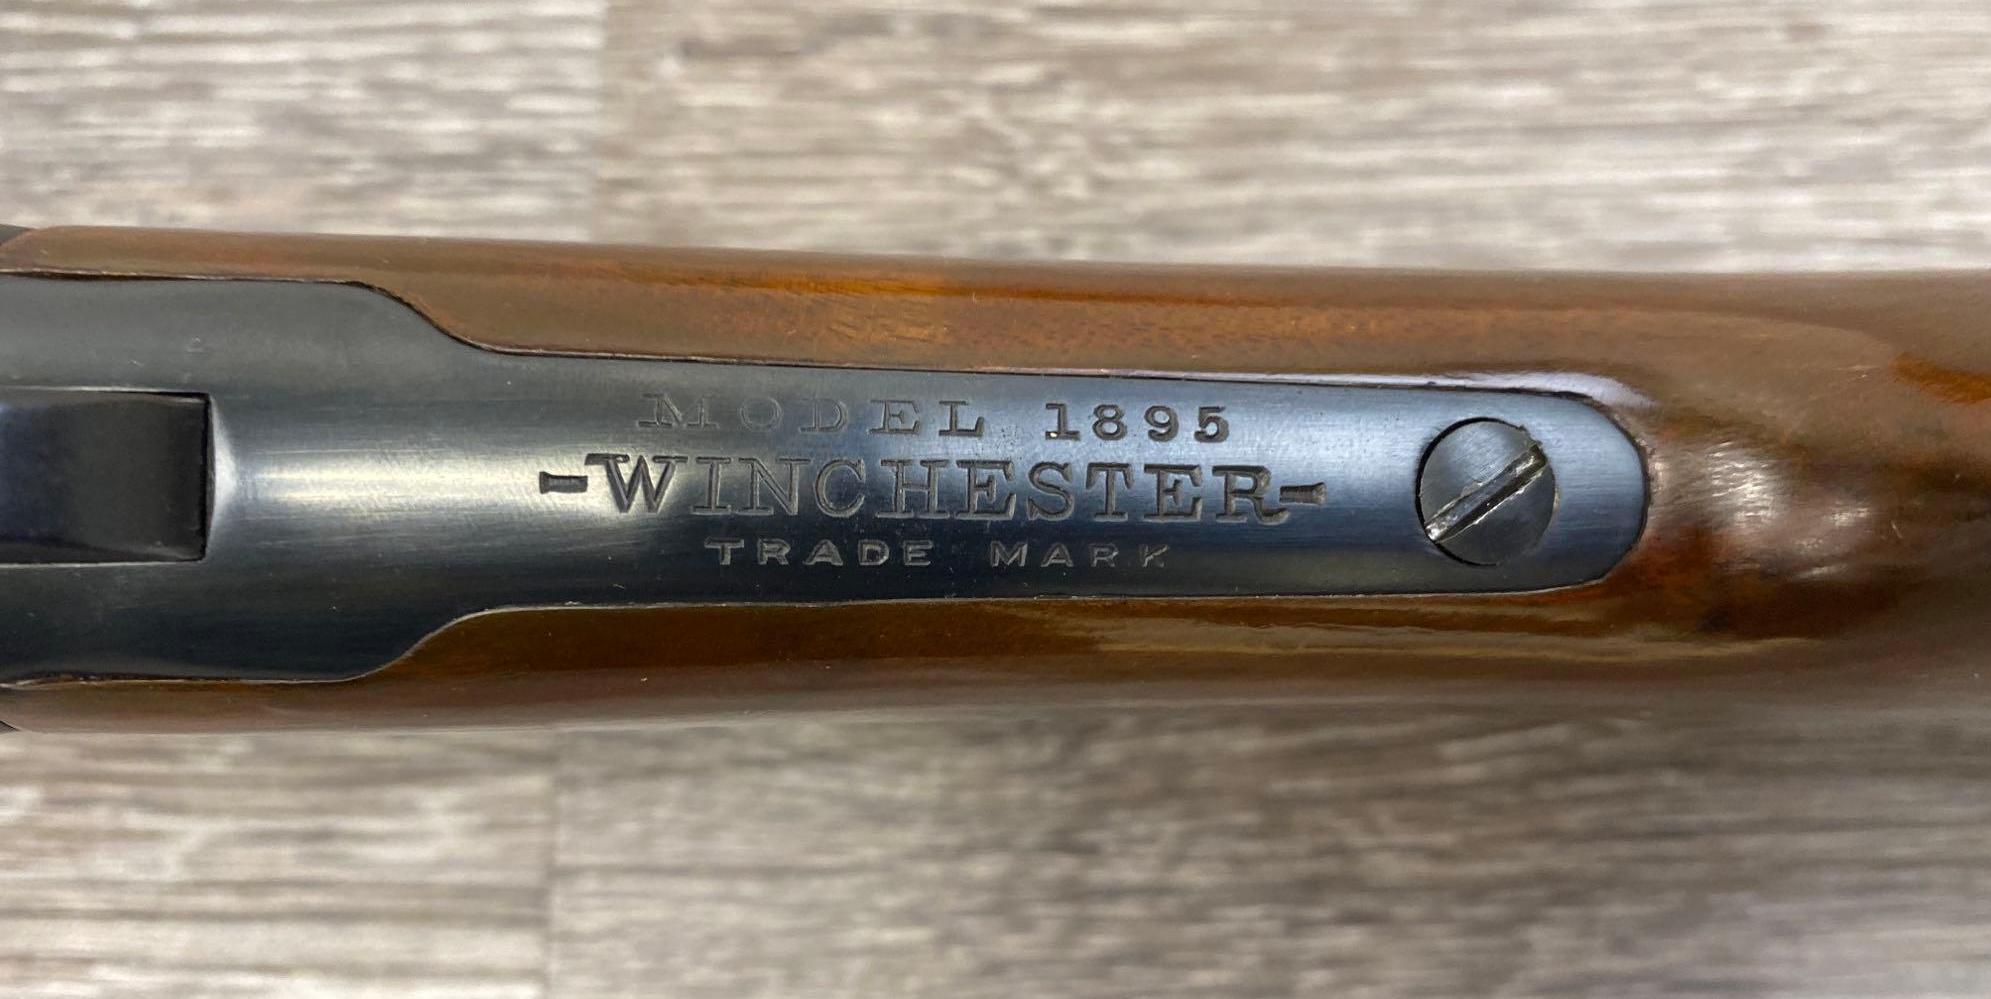 MODEL 1895
-WINCHESTER-
TRADE MARK